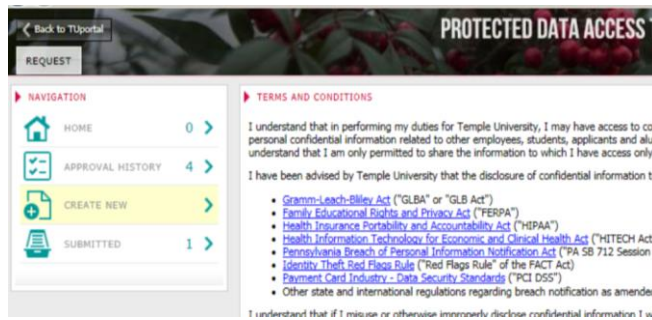 Back to TUportal
PROTECTED DATA ACCESS
REQUEST
NAVIGATION
HOME 0
APPROVAL HISTORY 4
CREATE NEW
SUBMITTED 1
TERMS AND CONDITIONS
I understand that in performing my duties for Temple University, I may have access to co
personal confidential information related to other employees, students, applicants and alu
understand that I am only permitted to share the information to which I have access only
I have been advised by Temple University that the disclosure of confidential information t
Gramm-Leach-Bliley Act ("GLBA" or "GLB Act")
Family Educational Rights and Privacy Act ("FERPA")
Health Insurance Portability and Accountability Act ("HIPAA")
Health Information Technology for Economic and Clinical Health Act ("HITECH Act
Pennsylvania Breach of Personal Information Notification Act ("PA SB 712 Session
Identity Theft Red Flags Rule ("Red Flags Rule" of the FACT Act)
Payment Card Industry - Data Security Standards ("PCI DSS")
Other state and international regulations regarding breach notification as amende
I understand that if I misuse or otherwise improperly disclose confidential information I w